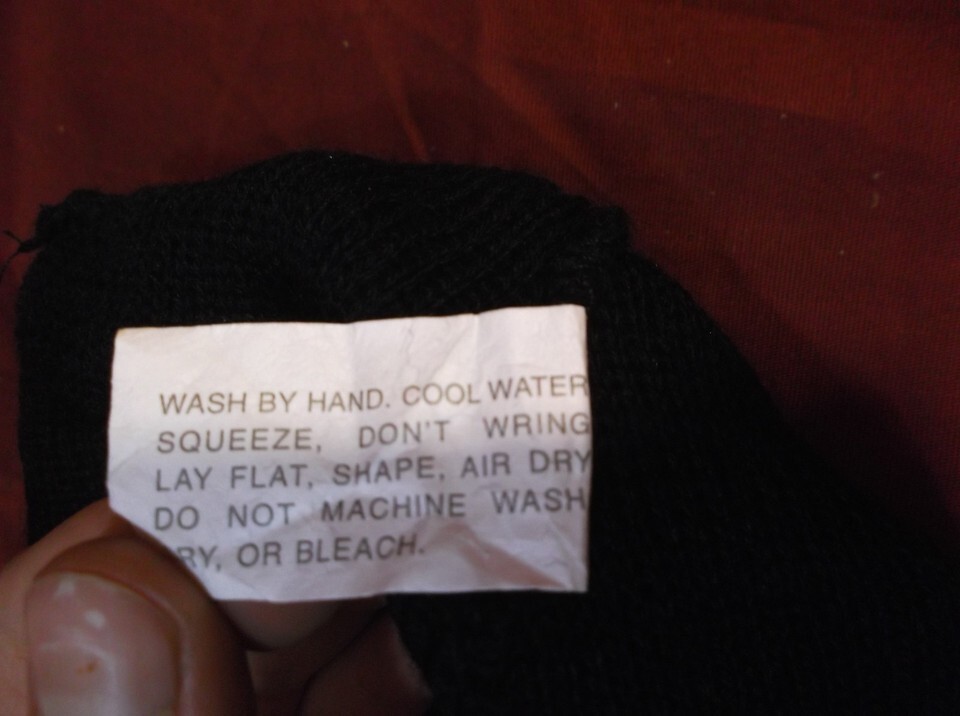 WASH BY HAND. COOL WATER
SQUEEZE, DON'T WRING
LAY FLAT, SHAPE, AIR DRY
DO NOT MACHINE WASH
DRY, OR BLEACH.